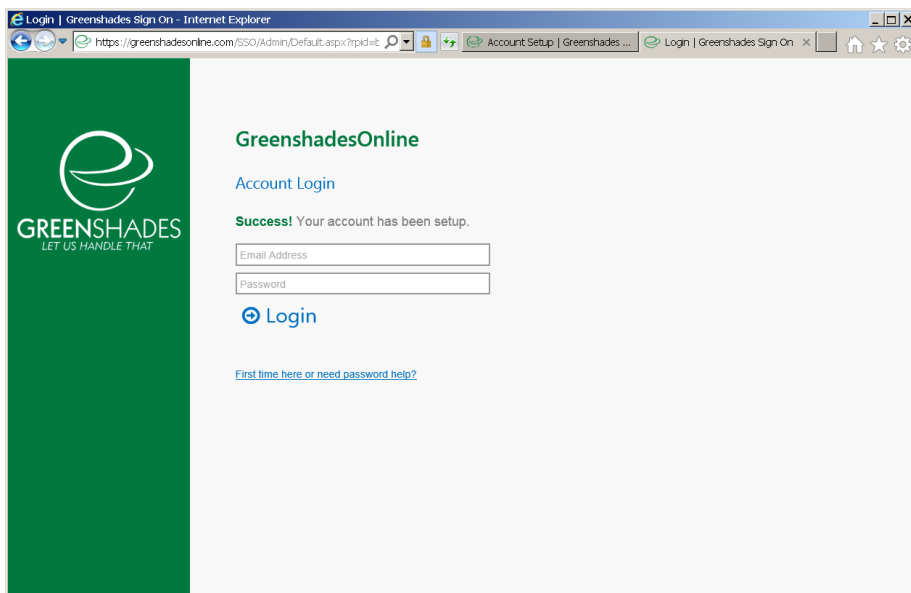 Login | Greenshades Sign On - Internet Explorer
https://greenshadesonline.com/SSO/Admin/Default.aspx?rpid=
Account Setup | Greenshades ...
Login | Greenshades Sign On
GREENSHADES
LET US HANDLE THAT
GreenshadesOnline
Account Login
Success! Your account has been setup.
Email Address
Password
Login
First time here or need password help?